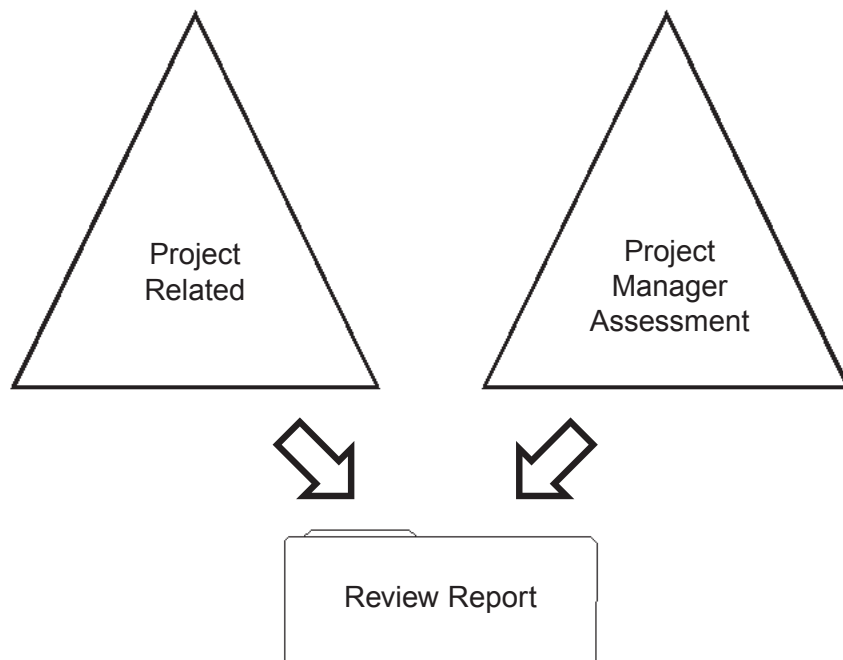 Project
Related
Project
Manager
Assessment
Review Report